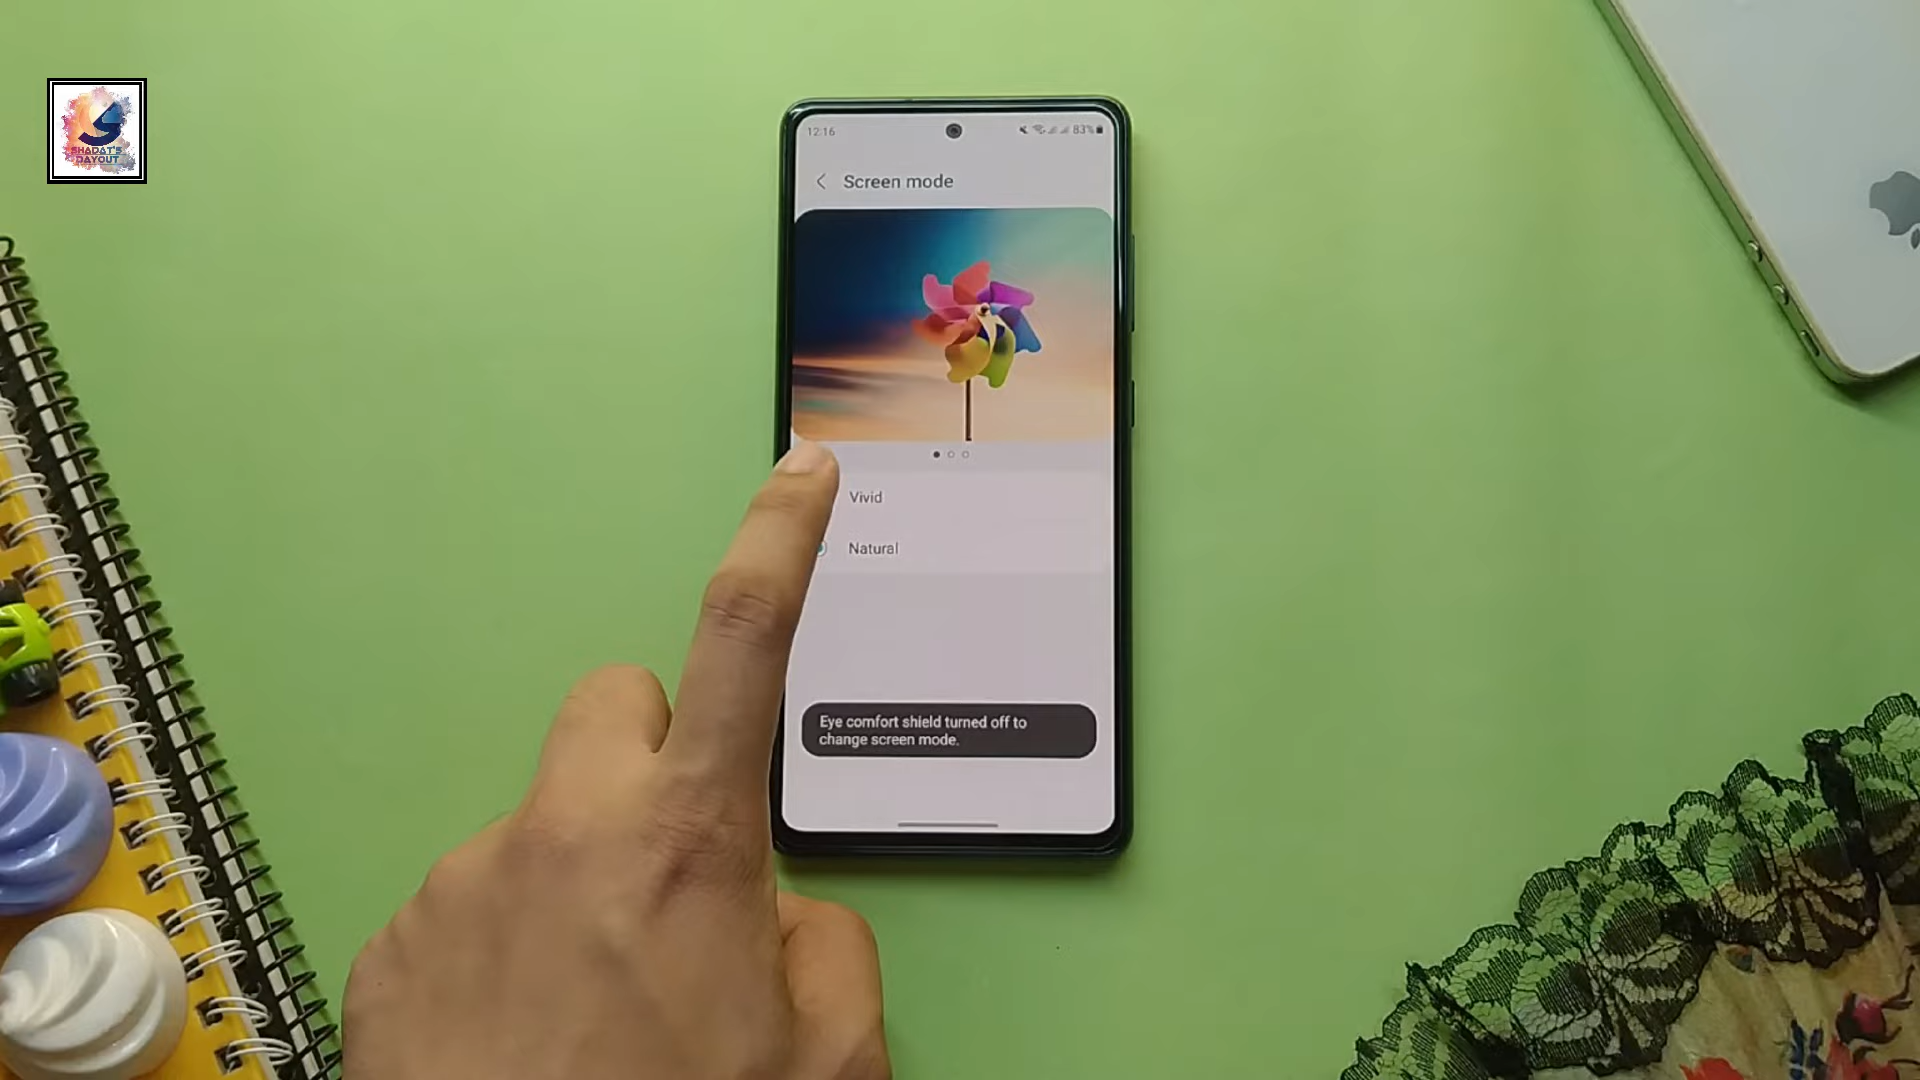 SHADAT'S
DAYOUT
12:16
83%
Screen mode
Vivid
Natural
Eye comfort shield turned off to
change screen mode.